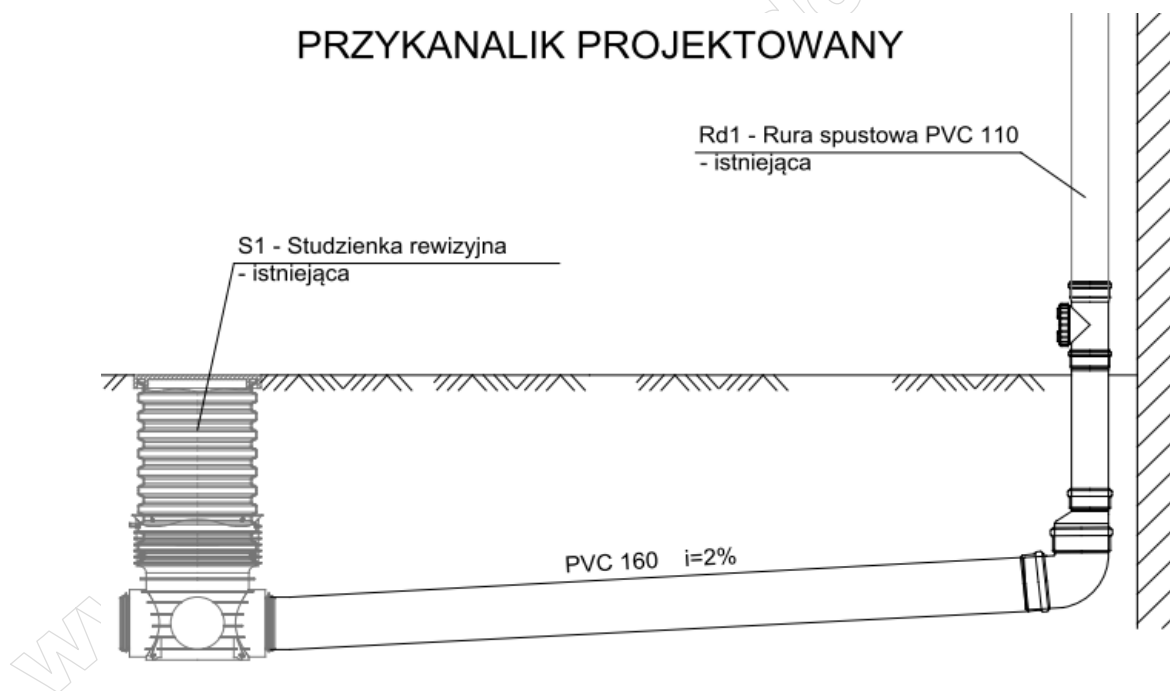 PRZYKANALIK PROJEKTOWANY
Rd1 - Rura spustowa PVC 110
- istniejąca
S1 - Studzienka rewizyjna
- istniejąca
PVC 160 i=2%